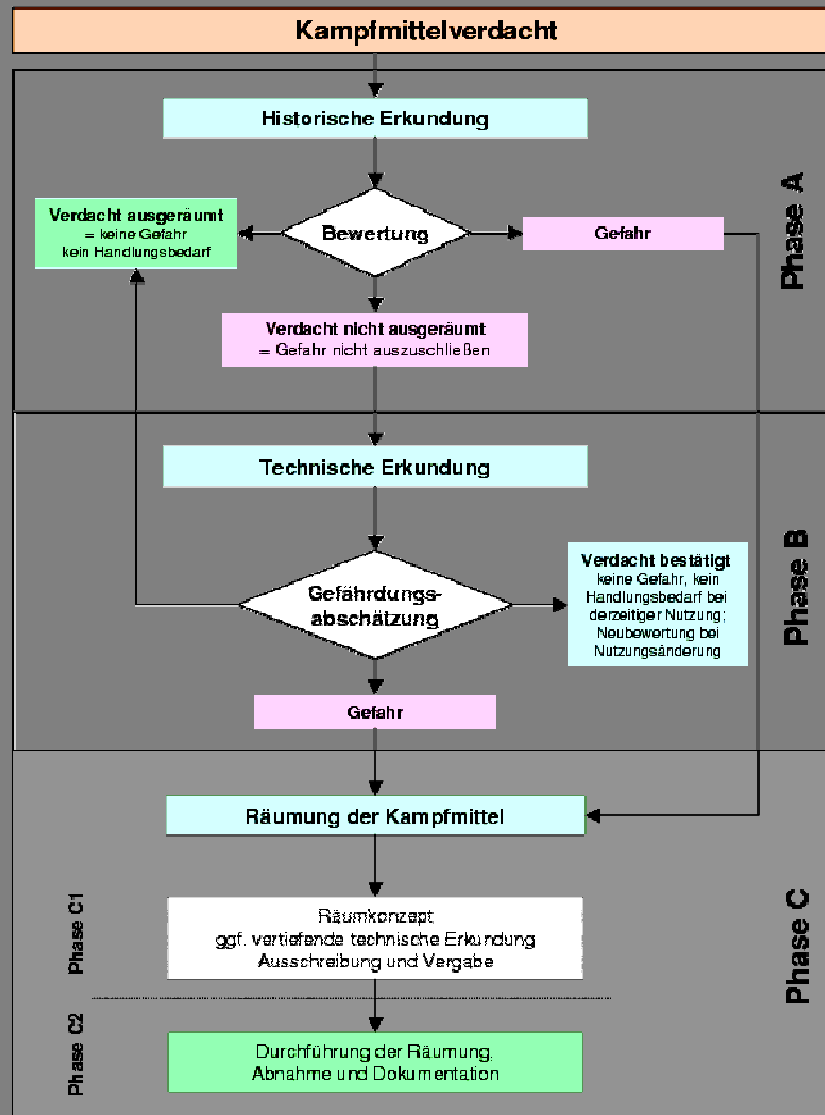 Kampfmittelverdacht
Historische Erkundung
Phase A
Verdacht ausgeräumt
= keine Gefahr
kein Handlungsbedarf
Bewertung
Gefahr
Verdacht nicht ausgeräumt
= Gefahr nicht auszuschließen
Technische Erkundung
Phase B
Gefährdungs-
abschätzung
Verdacht bestätigt
keine Gefahr, kein
Handlungsbedarf bei
derzeitiger Nutzung;
Neubewertung bei
Nutzungsänderung
Gefahr
Räumung der Kampfmittel
Phase C
Phase C1
Räumkonzept
ggf. vertiefende technische Erkundung
Ausschreibung und Vergabe
Phase C2
Durchführung der Räumung,
Abnahme und Dokumentation